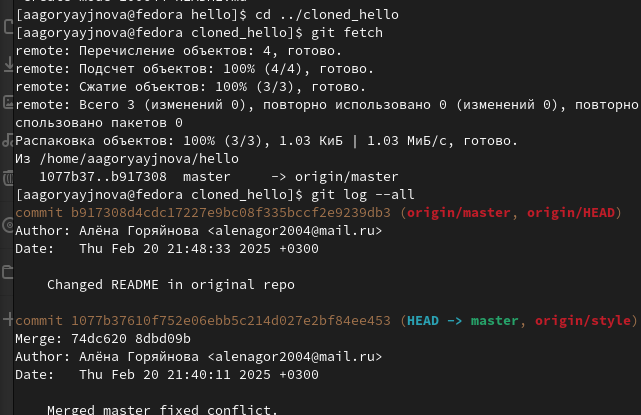 [aagoryayjnova@fedora hello]$ cd ../cloned_hello
[aagoryayjnova@fedora cloned_hello]$ git fetch
remote: Перечисление объектов: 4, готово.
remote: Подсчет объектов: 100% (4/4), готово.
remote: Сжатие объектов: 100% (3/3), готово.
remote: Всего 3 (изменений 0), повторно использовано 0 (изменений 0), повторно
спользовано пакетов 0
Распаковка объектов: 100% (3/3), 1.03 КиБ | 1.03 МиБ/с, готово.
Из /home/aagoryayjnova/hello
   1077b37..b917308  master     -> origin/master
[aagoryayjnova@fedora cloned_hello]$ git log --all
commit b917308d4cdc17227e9bc08f335bccf2e9239db3 (origin/master, origin/HEAD)
Author: Алёна Горяйнова <alenagor2004@mail.ru>
Date:   Thu Feb 20 21:48:33 2025 +0300
    Changed README in original repo
commit 1077b37610f752e06ebb5c214d027e2bf84ee453 (HEAD -> master, origin/style)
Merge: 74dc620 8dbd09b
Author: Алёна Горяйнова <alenagor2004@mail.ru>
Date:   Thu Feb 20 21:40:11 2025 +0300
    Merged master fixed conflict.